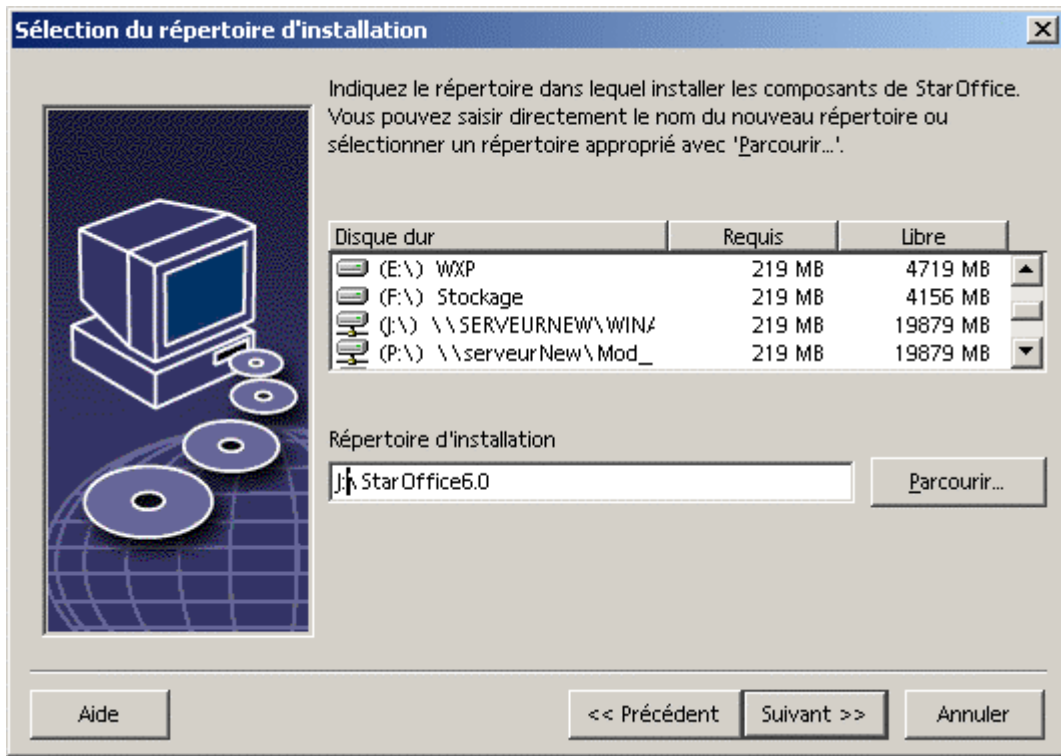 Sélection du répertoire d'installation
Indiquez le répertoire dans lequel installer les composants de StarOffice.
Vous pouvez saisir directement le nom du nouveau répertoire ou
sélectionner un répertoire approprié avec 'Parcourir...'.
Disque dur Requis Libre
(E:\) WXP 219 MB 4719 MB
(F:\) Stockage 219 MB 4156 MB
(J:\) \\SERVEURNEW\WINA 219 MB 19879 MB
(P:\) \\serveurNew\Mod_ 219 MB 19879 MB
Répertoire d'installation
J:\StarOffice6.0 Parcourir...
Aide << Précédent Suivant >> Annuler